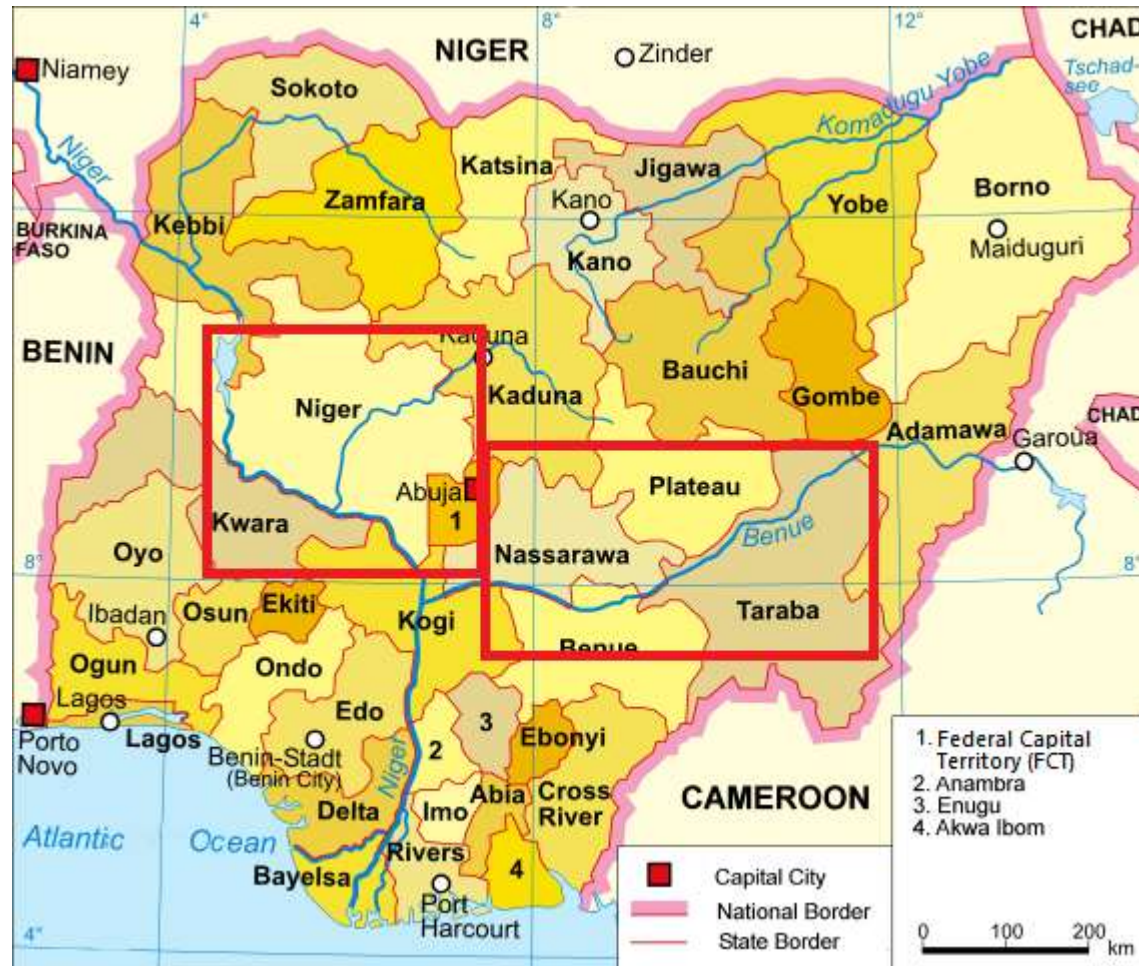 4°
8°
12°
NIGER
Zinder
CHAD
Niamey
Tschad-
see
Sokoto
Komadugu Yobe
Niger
Katsina
Jigawa
Borno
Zamfara
Kano
Yobe
Kebbi
BURKINA
FASO
Maiduguri
Kano
BENIN
Kaduna
Bauchi
Niger
Kaduna
Gombe
CHAD
Adamawa
Garoua
Abuja
Plateau
1
Kwara
Benue
Nassarawa
Oyo
8°
8°
Ibadan
Osun
Ekiti
Kogi
Taraba
Benue
Ogun
Ondo
Lagos
Edo
3
Porto
Novo
Lagos
2
Ebonyi
Benin-Stadt
(Benin City)
Niger
Abia
Cross
River
CAMEROON
Delta
Imo
Atlantic
Ocean
Rivers
4
Bayelsa
Port
Harcourt
4°
1. Federal Capital
Territory (FCT)
2. Anambra
3. Enugu
4. Akwa Ibom
Capital City
National Border
State Border
0 100 200
km